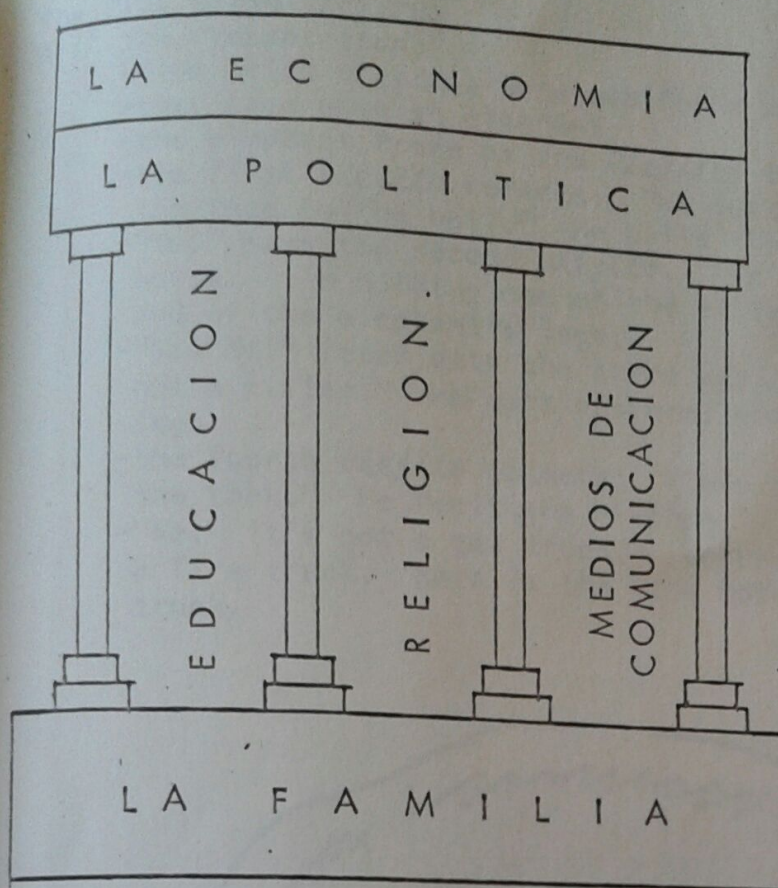 LA ECONOMIA
LA POLITICA
EDUCACION
RELIGION.
MEDIOS DE
COMUNICACION
LA FAMILIA